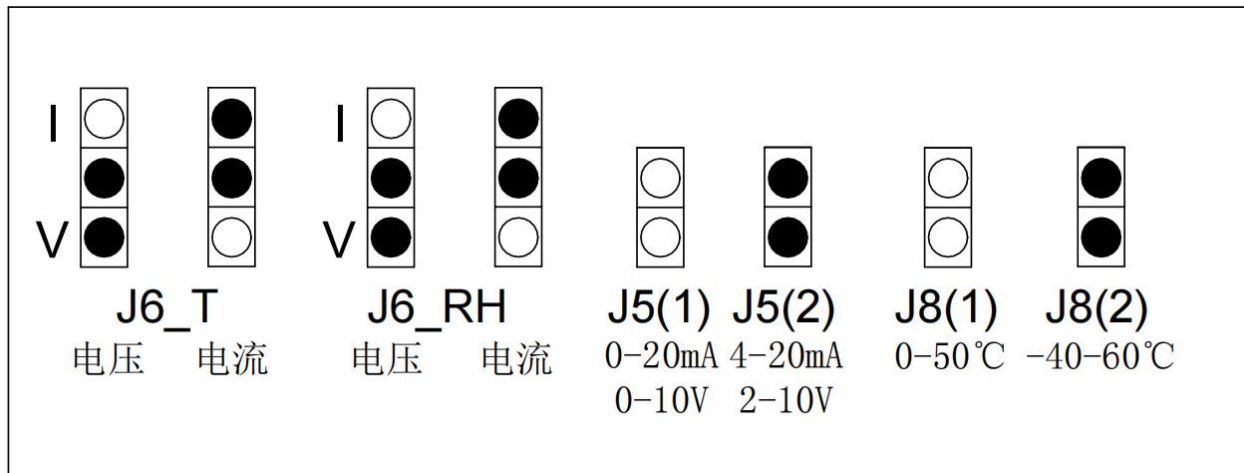 I I
V V
J6_T J6_RH J5(1) J5(2) J8(1) J8(2)
电压 电流 电压 电流 0-20mA 4-20mA 0-50℃ -40-60℃
0-10V 2-10V